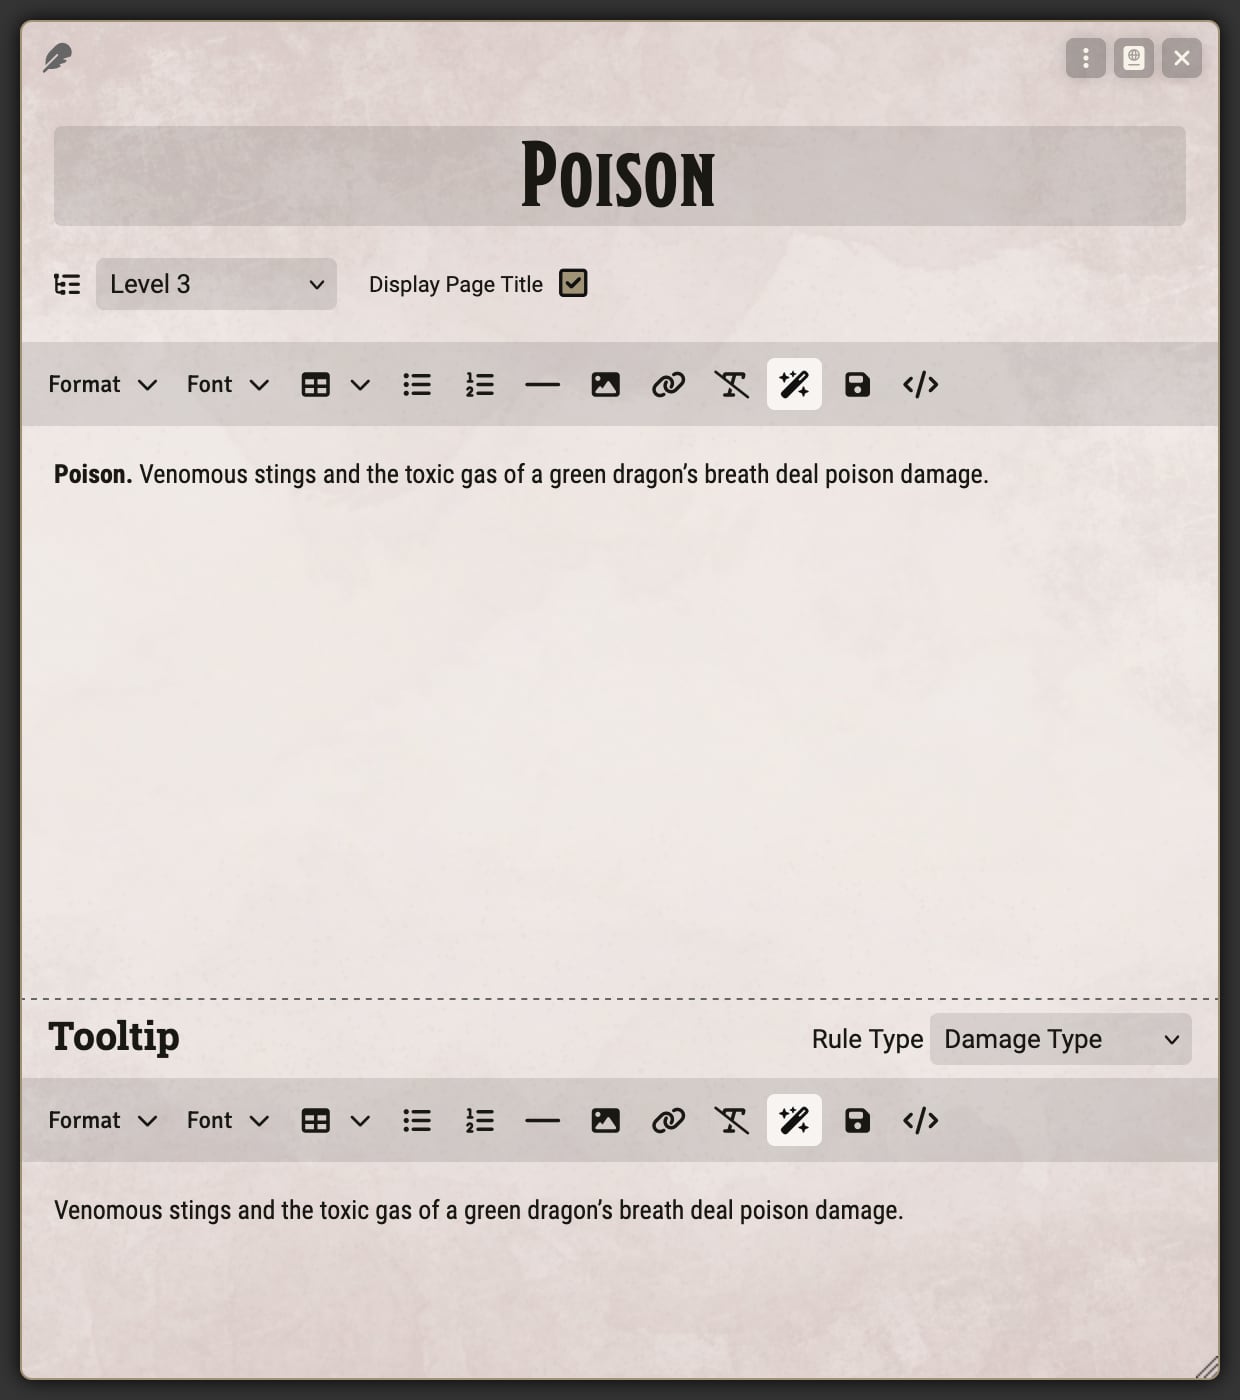 Poison
Level 3
Display Page Title
Format Font
Poison. Venomous stings and the toxic gas of a green dragon’s breath deal poison damage.
Tooltip
Rule Type Damage Type
Format Font
Venomous stings and the toxic gas of a green dragon’s breath deal poison damage.